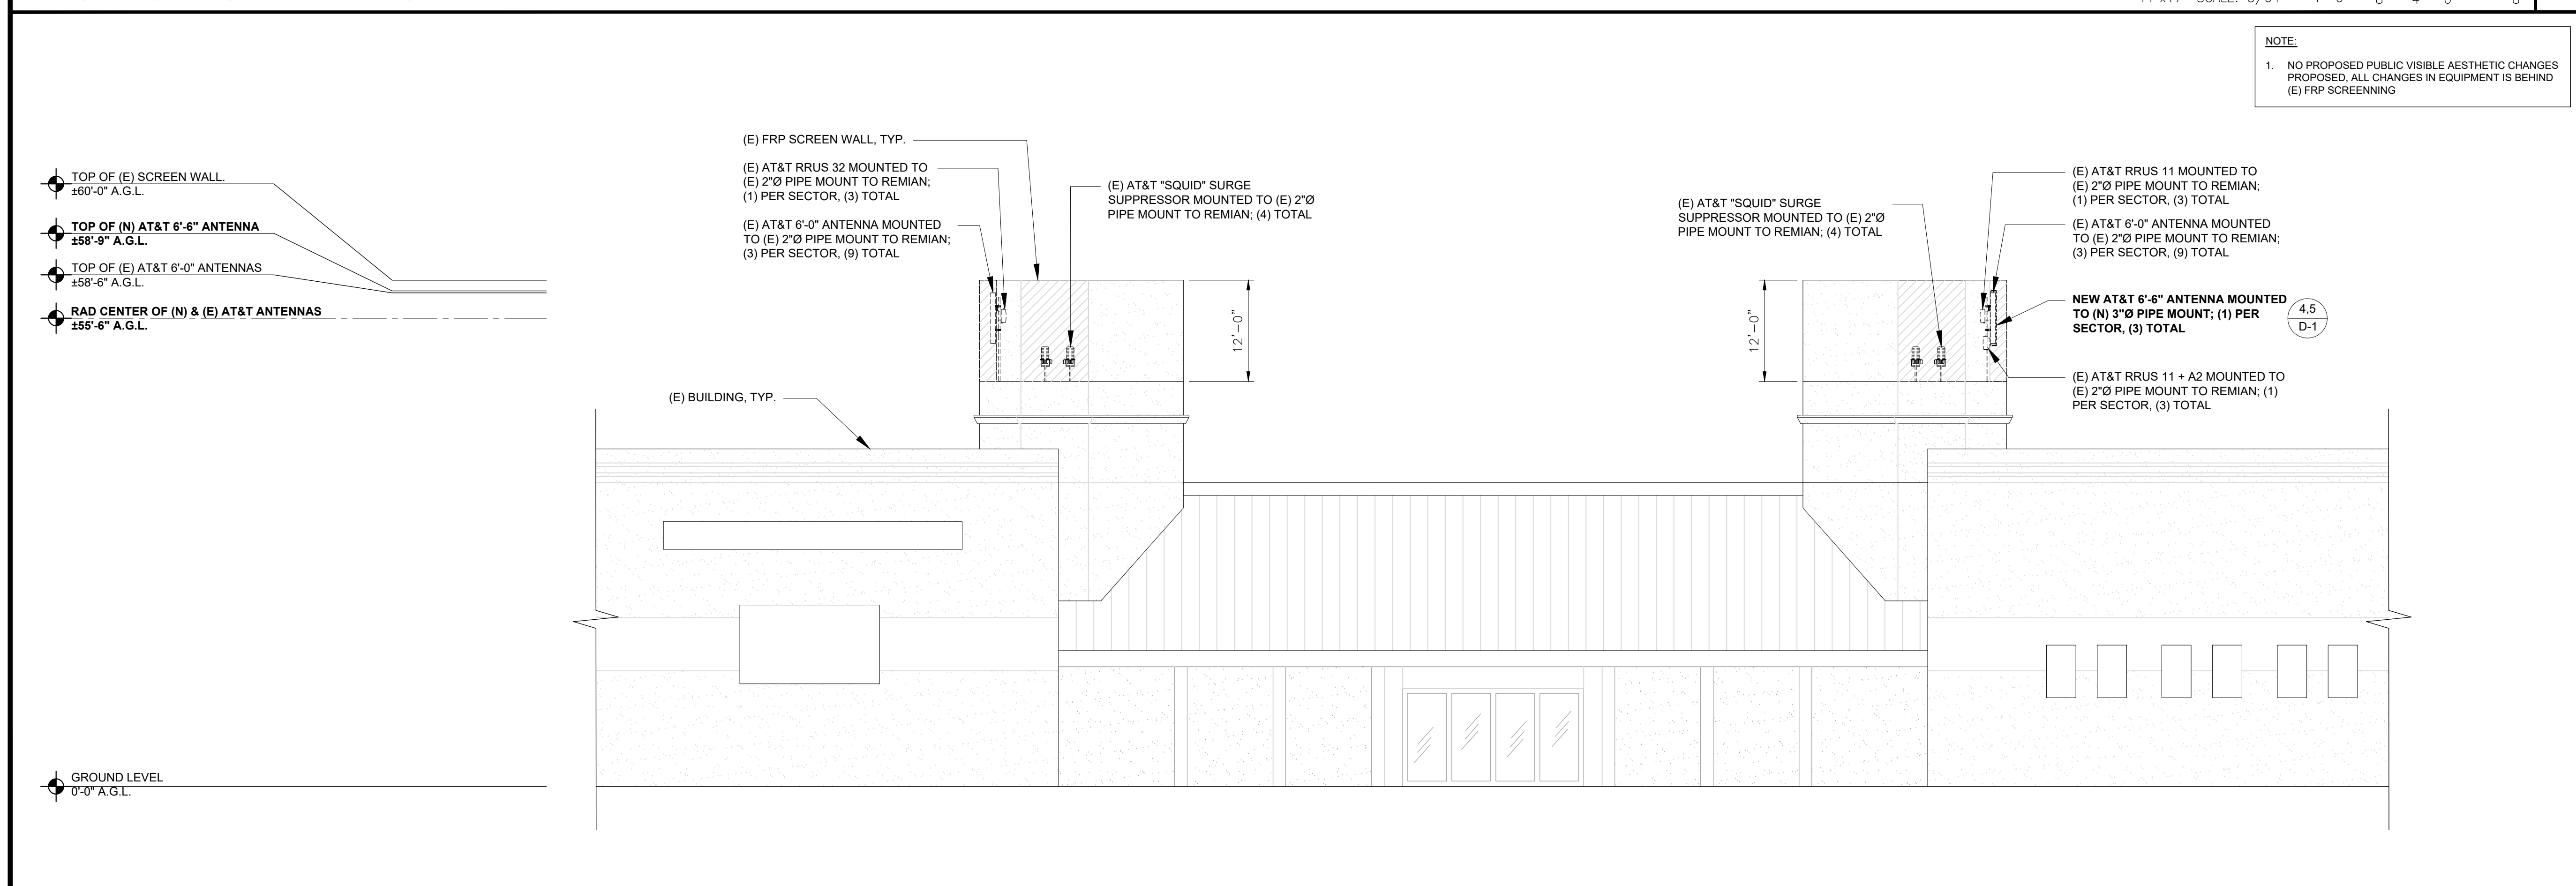 NOTE:
1. NO PROPOSED PUBLIC VISIBLE AESTHETIC CHANGES
PROPOSED, ALL CHANGES IN EQUIPMENT IS BEHIND
(E) FRP SCREENNING
TOP OF (E) SCREEN WALL.
±60'-0" A.G.L.
TOP OF (N) AT&T 6'-6" ANTENNA
±58'-9" A.G.L.
TOP OF (E) AT&T 6'-0" ANTENNAS
±58'-6" A.G.L.
RAD CENTER OF (N) & (E) AT&T ANTENNAS
±55'-6" A.G.L.
GROUND LEVEL
0'-0" A.G.L.
(E) FRP SCREEN WALL, TYP.
(E) AT&T RRUS 32 MOUNTED TO
(E) 2"Ø PIPE MOUNT TO REMIAN;
(1) PER SECTOR, (3) TOTAL
(E) AT&T 6'-0" ANTENNA MOUNTED
TO (E) 2"Ø PIPE MOUNT TO REMIAN;
(3) PER SECTOR, (9) TOTAL
(E) AT&T "SQUID" SURGE
SUPPRESSOR MOUNTED TO (E) 2"Ø
PIPE MOUNT TO REMIAN; (4) TOTAL
12'-0"
(E) BUILDING, TYP.
(E) AT&T "SQUID" SURGE
SUPPRESSOR MOUNTED TO (E) 2"Ø
PIPE MOUNT TO REMIAN; (4) TOTAL
12'-0"
(E) AT&T RRUS 11 MOUNTED TO
(E) 2"Ø PIPE MOUNT TO REMIAN;
(1) PER SECTOR, (3) TOTAL
(E) AT&T 6'-0" ANTENNA MOUNTED
TO (E) 2"Ø PIPE MOUNT TO REMIAN;
(3) PER SECTOR, (9) TOTAL
NEW AT&T 6'-6" ANTENNA MOUNTED
TO (N) 3"Ø PIPE MOUNT; (1) PER
SECTOR, (3) TOTAL
4,5
D-1
(E) AT&T RRUS 11 + A2 MOUNTED TO
(E) 2"Ø PIPE MOUNT TO REMIAN; (1)
PER SECTOR, (3) TOTAL